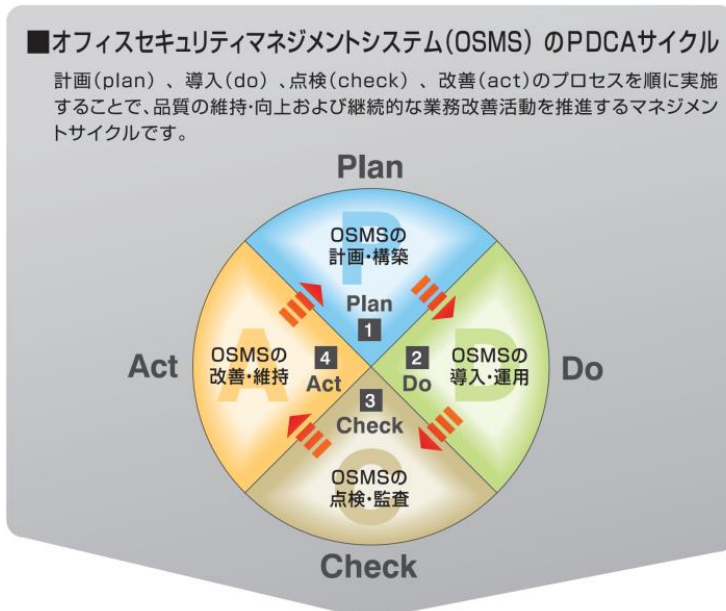 ■オフィスセキュリティマネジメントシステム(OSMS) のPDCAサイクル
計画(plan) 、導入(do) 、点検(check) 、改善(act)のプロセスを順に実施
することで、品質の維持・向上および継続的な業務改善活動を推進するマネジメン
トサイクルです。
Plan
P
OSMSの
計画・構築
Plan
1
Act
A
OSMSの
改善・維持
4
Act
2
Do
D
OSMSの
導入・運用
Do
3
Check
C
OSMSの
点検・監査
Check